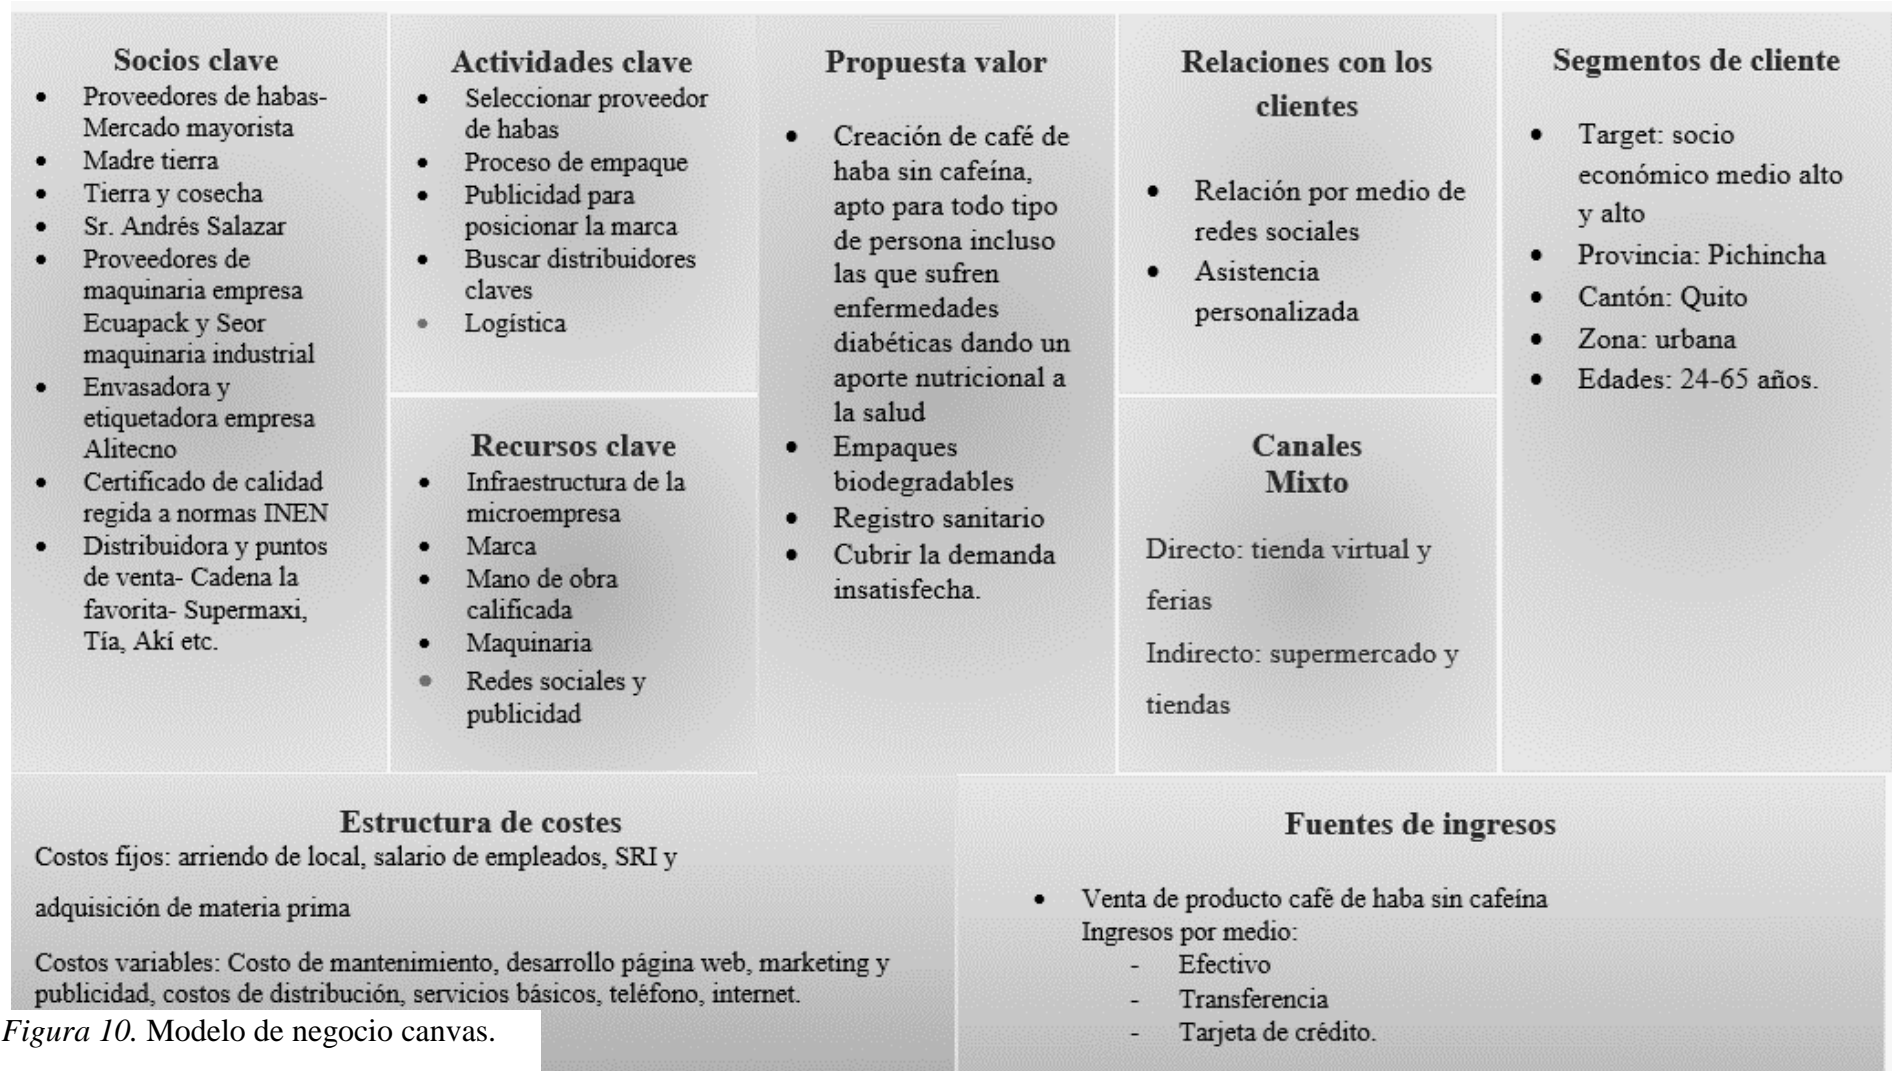 Socios clave
• Proveedores de habas-
Mercado mayorista
• Madre tierra
• Tierra y cosecha
• Sr. Andrés Salazar
• Proveedores de
maquinaria empresa
Ecuapack y Seor
maquinaria industrial
• Envasadora y
etiquetadora empresa
Alitecno
• Certificado de calidad
regida a normas INEN
• Distribuidora y puntos
de venta- Cadena la
favorita- Supermaxi,
Tía, Akí etc.
Actividades clave
• Seleccionar proveedor
de habas
• Proceso de empaque
• Publicidad para
posicionar la marca
• Buscar distribuidores
claves
• Logística
Recursos clave
• Infraestructura de la
microempresa
• Marca
• Mano de obra
calificada
• Maquinaria
• Redes sociales y
publicidad
Propuesta valor
• Creación de café de
haba sin cafeína,
apto para todo tipo
de persona incluso
las que sufren
enfermedades
diabéticas dando un
aporte nutricional a
la salud
• Empaques
biodegradables
• Registro sanitario
• Cubrir la demanda
insatisfecha.
Relaciones con los
clientes
• Relación por medio de
redes sociales
• Asistencia
personalizada
Canales
Mixto
Directo: tienda virtual y
ferias
Indirecto: supermercado y
tiendas
Segmentos de cliente
• Target: socio
económico medio alto
y alto
• Provincia: Pichincha
• Cantón: Quito
• Zona: urbana
• Edades: 24-65 años.
Estructura de costes
Costos fijos: arriendo de local, salario de empleados, SRI y
adquisición de materia prima
Costos variables: Costo de mantenimiento, desarrollo página web, marketing y
publicidad, costos de distribución, servicios básicos, teléfono, internet.
Fuentes de ingresos
• Venta de producto café de haba sin cafeína
Ingresos por medio:
- Efectivo
- Transferencia
- Tarjeta de crédito.
Figura 10. Modelo de negocio canvas.